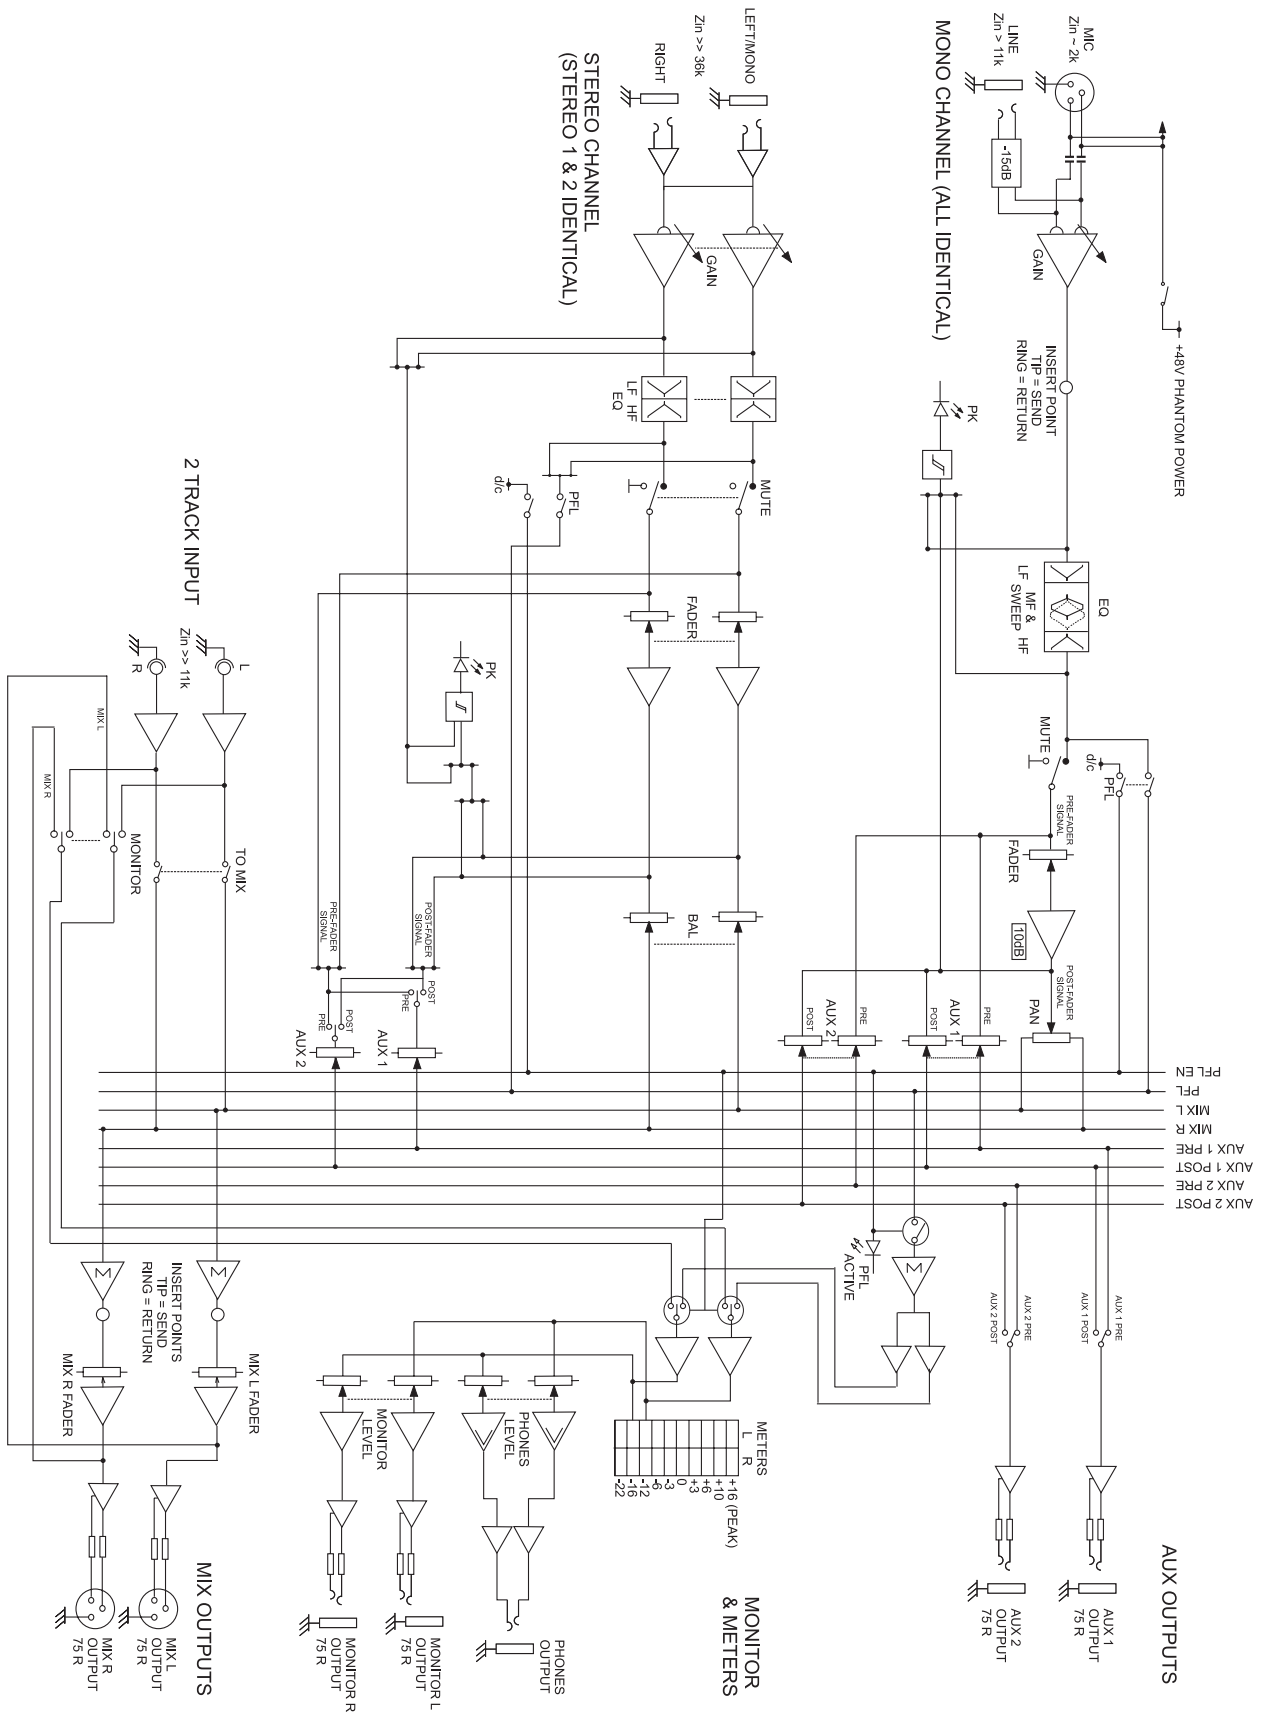 MONO CHANNEL (ALL IDENTICAL)
MIC
Zin ~ 2k
LINE
Zin > 11k
-15dB
GAIN
+48V PHANTOM POWER
INSERT POINT
TIP = SEND
RING = RETURN
PK
EQ
LF MF & HF
SWEEP
MUTE
d/c
PFL
PRE-FADER
SIGNAL
FADER
10dB
POST-FADER
SIGNAL
PAN
AUX 1
PRE
POST
AUX 2
PRE
POST
STEREO CHANNEL
(STEREO 1 & 2 IDENTICAL)
LEFT/MONO
Zin >> 36k
RIGHT
GAIN
LF HF
EQ
MUTE
PFL
d/c
FADER
PK
BAL
POST-FADER
SIGNAL
PRE-FADER
SIGNAL
POST
PRE
POST
PRE
AUX 1
AUX 2
2 TRACK INPUT
L
Zin >> 11k
R
MIX L
MIX R
TO MIX
MONITOR
PFL EN
PFL
MIX L
MIX R
AUX 1 PRE
AUX 1 POST
AUX 2 PRE
AUX 2 POST
AUX OUTPUTS
AUX 1 PRE
AUX 1 POST
AUX 2 PRE
AUX 2 POST
AUX 1
OUTPUT
75 R
AUX 2
OUTPUT
75 R
PFL
ACTIVE
Σ
MONITOR
& METERS
METERS
L R
+16 (PEAK)
+10
+6
+3
0
-3
-6
-12
-16
-22
PHONES
LEVEL
MONITOR
LEVEL
PHONES
OUTPUT
MONITOR L
OUTPUT
75 R
MONITOR R
OUTPUT
75 R
Σ
Σ
INSERT POINTS
TIP = SEND
RING = RETURN
MIX L FADER
MIX R FADER
MIX OUTPUTS
MIX L
OUTPUT
75 R
MIX R
OUTPUT
75 R